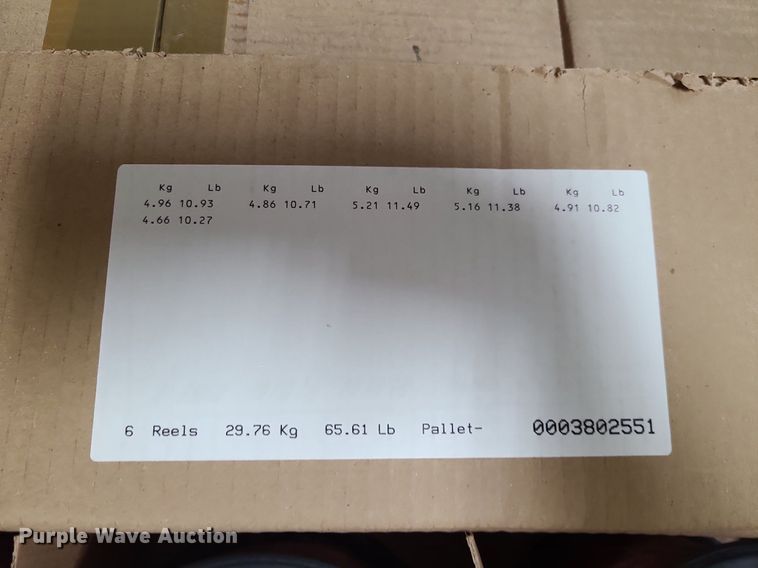 Kg Lb Kg Lb Kg Lb Kg Lb Kg Lb
4.96 10.93 4.86 10.71 5.21 11.49 5.16 11.38 4.91 10.82
4.66 10.27
6 Reels 29.76 Kg 65.61 Lb Pallet- 0003802551
Purple Wave Auction